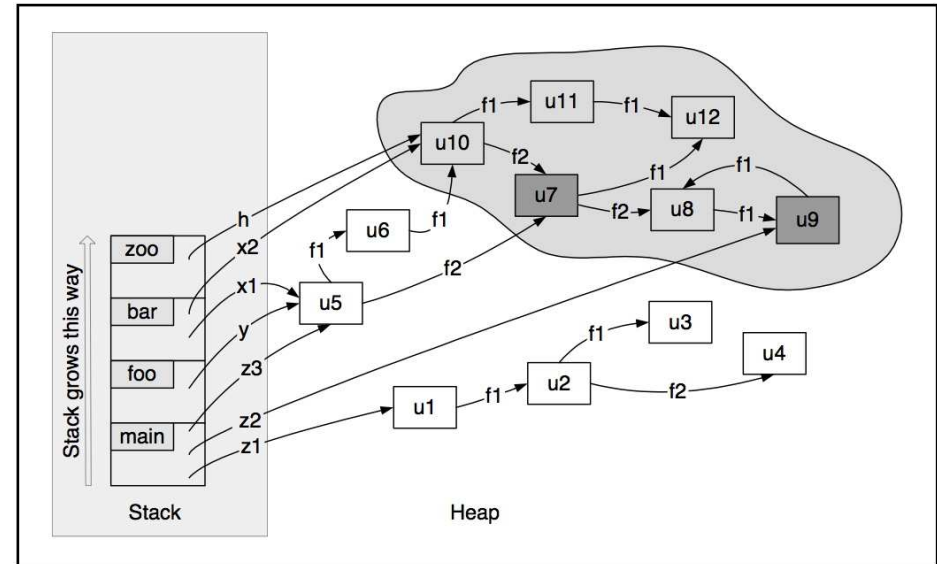 f1
u11
f1
u12
u10
f2
f1
f1
u7
f2
u8
f1
u9
h
u6
f1
x2
zoo
f1
f2
x1
u5
bar
y
u3
f1
z3
u4
foo
u2
f2
u1
f1
z2
main
z1
Stack grows this way
Stack
Heap